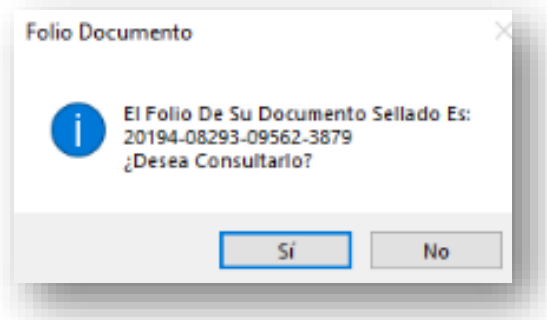 Folio Documento
El Folio De Su Documento Sellado Es:
20194-08293-09562-3879
¿Desea Consultarlo?
Sí
No